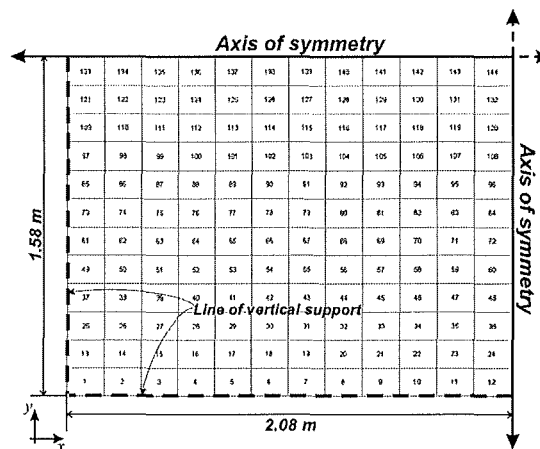 Axis of symmetry
133 134 135 136 137 138 139 140 141 142 143 144
121 122 123 124 125 126 127 128 129 130 131 132
109 110 111 112 113 114 115 116 117 118 119 120
97 98 99 100 101 102 103 104 105 106 107 108
85 86 87 88 89 90 91 92 93 94 95 96
73 74 75 76 77 78 79 80 81 82 83 84
61 62 63 64 65 66 67 68 69 70 71 72
49 50 51 52 53 54 55 56 57 58 59 60
37 38 39 40 41 42 43 44 45 46 47 48
Line of vertical support
25 26 27 28 29 30 31 32 33 34 35 36
13 14 15 16 17 18 19 20 21 22 23 24
1 2 3 4 5 6 7 8 9 10 11 12
1.58 m
Axis of symmetry
2.08 m
y
x